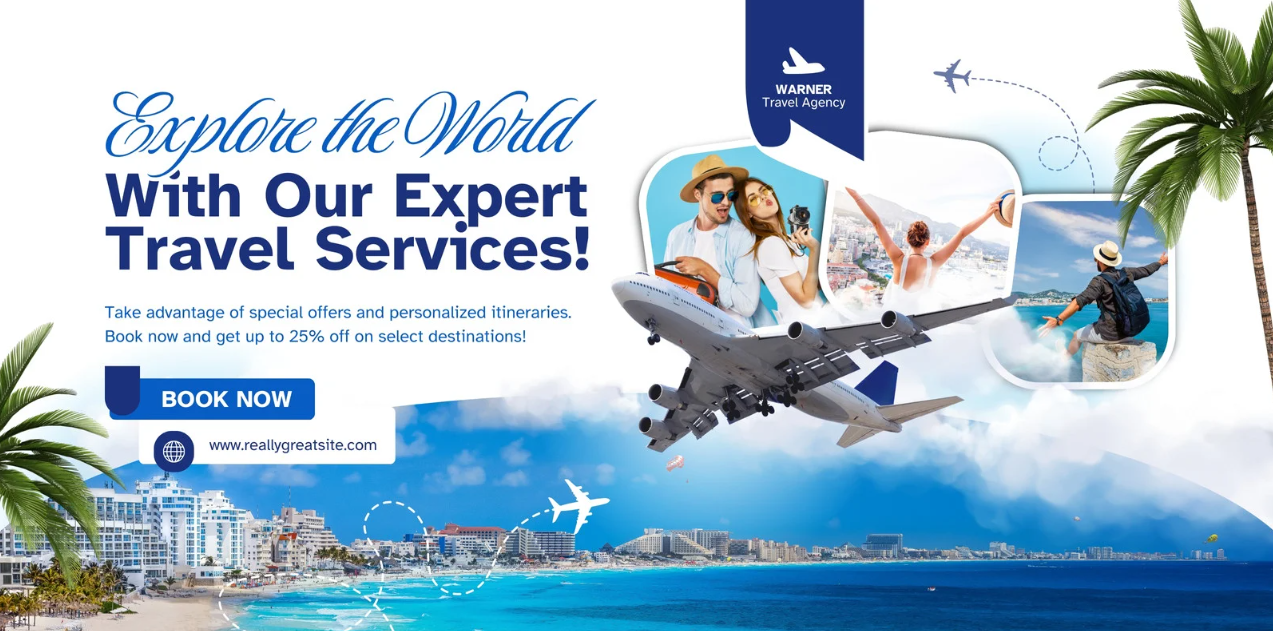 Explore the World
With Our Expert
Travel Services!
Take advantage of special offers and personalized itineraries.
Book now and get up to 25% off on select destinations!
BOOK NOW
www.reallygreatsite.com
WARNER
Travel Agency